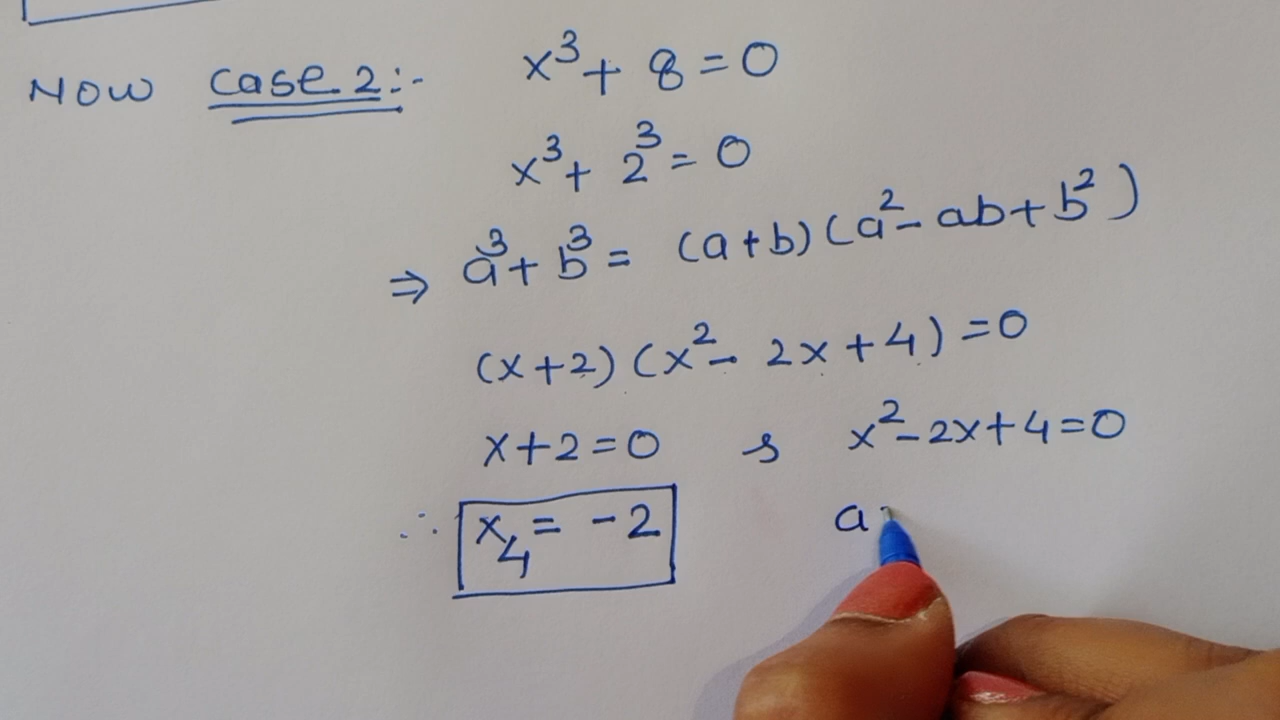 Now Case 2:- x³ + 8 = 0
x³ + 2³ = 0
⇒ a³ + b³ = (a + b) (a² - ab + b²)
(x + 2) (x² - 2x + 4) = 0
x + 2 = 0 , x² - 2x + 4 = 0
∴ x₄ = -2 a